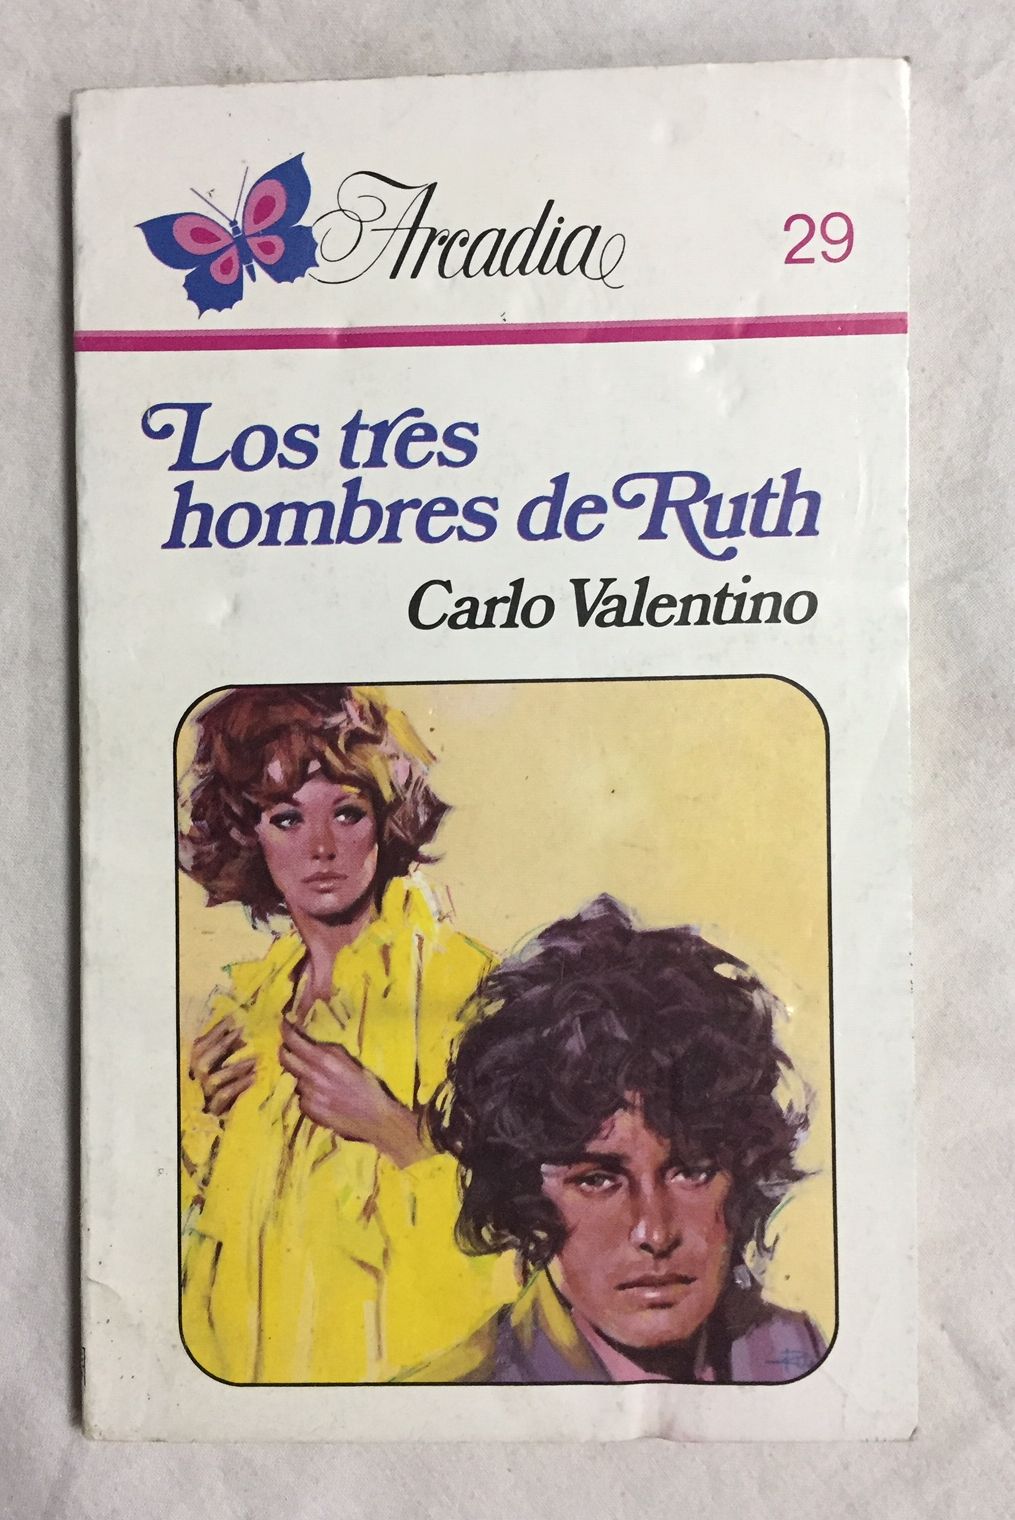 Arcadia
29
Los tres
hombres de Ruth
Carlo Valentino